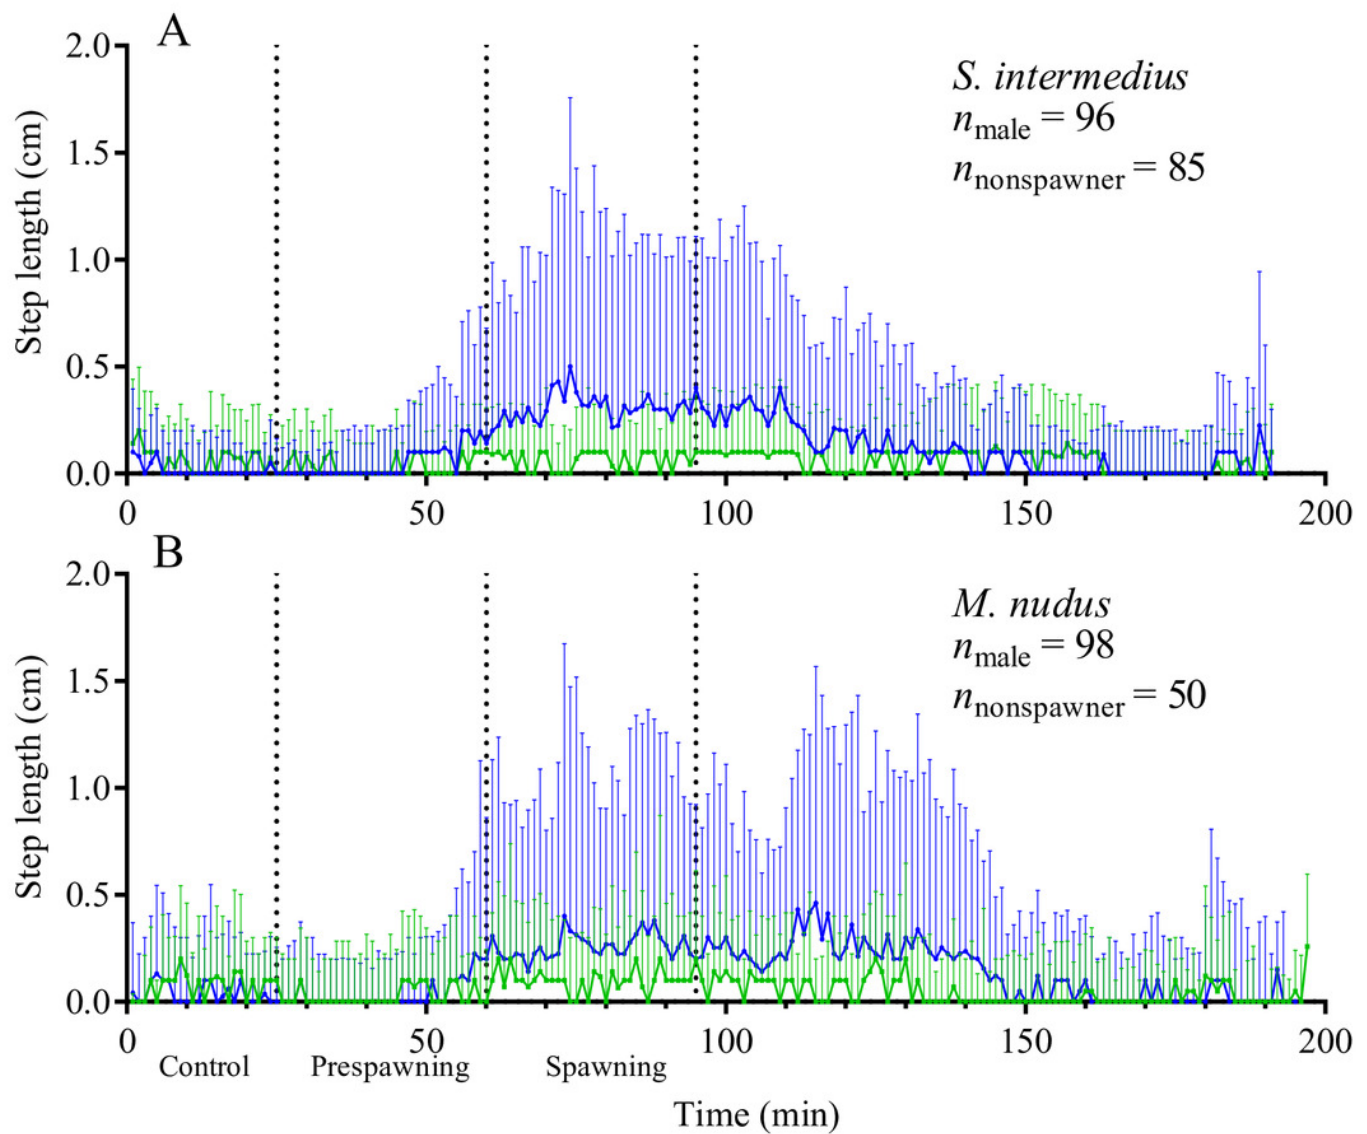 A
2.0
1.5
1.0
0.5
0.0
Step length (cm)
S. intermedius
nmale = 96
nnonspawner = 85
0 50 100 150 200
B
2.0
1.5
1.0
0.5
0.0
Step length (cm)
M. nudus
nmale = 98
nnonspawner = 50
0 50 100 150 200
Control Prespawning Spawning
Time (min)